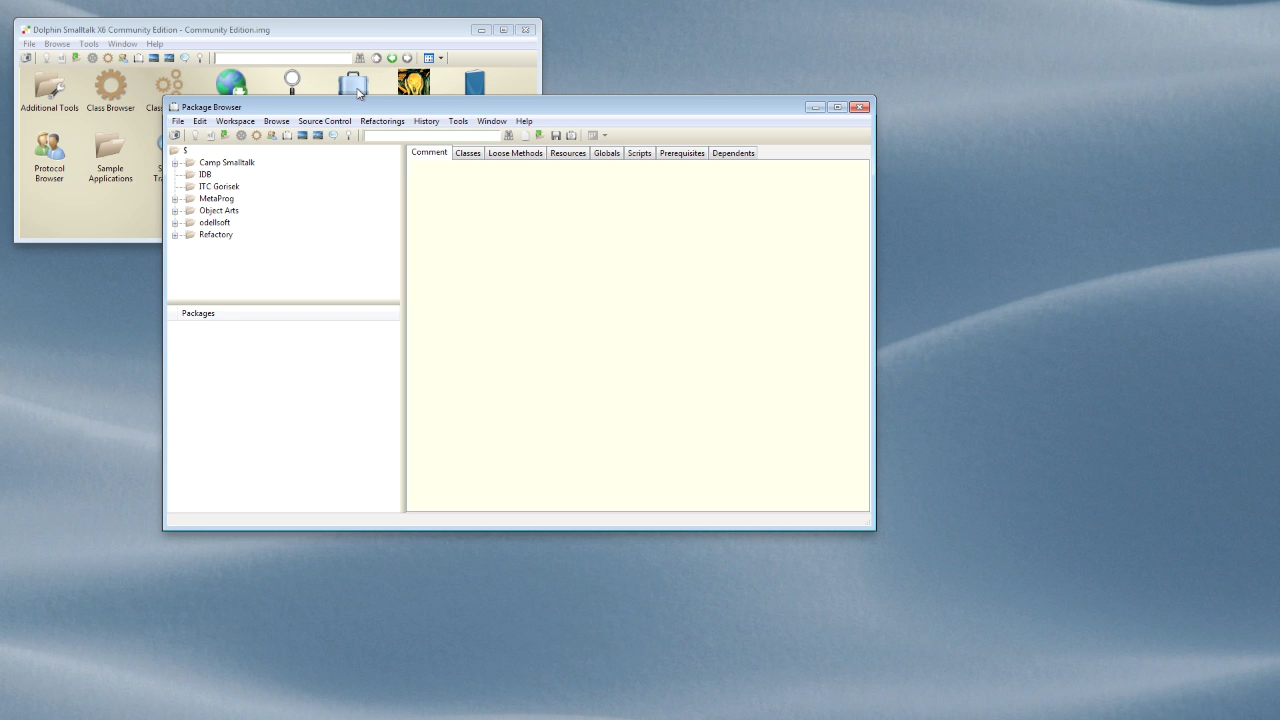 Dolphin Smalltalk X6 Community Edition - Community Edition.img
File Browse Tools Window Help
Additional Tools Class Browser
Protocol Browser
Sample Applications
Package Browser
File Edit Workspace Browse Source Control Refactorings History Tools Window Help
Comment Classes Loose Methods Resources Globals Scripts Prerequisites Dependents
Camp Smalltalk
IDB
ITC Gorisek
MetaProg
Object Arts
odellsoft
Refactory
Packages